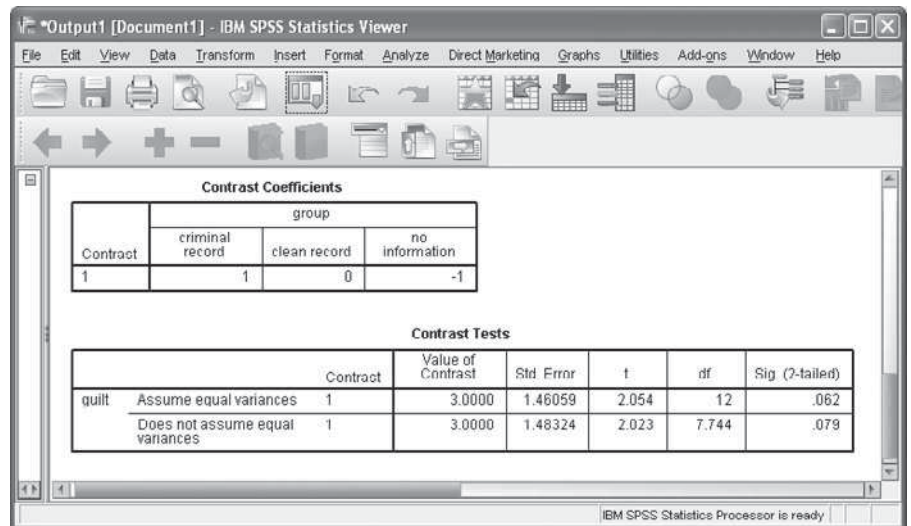 *Output1 [Document1] - IBM SPSS Statistics Viewer
File Edit View Data Transform Insert Format Analyze Direct Marketing Graphs Utilities Add-ons Window Help
Contrast Coefficients
group
Contrast criminal record clean record no information
1 1 0 -1
Contrast Tests
Contrast Value of Contrast Std. Error t df Sig. (2-tailed)
guilt Assume equal variances 1 3.0000 1.46059 2.054 12 .062
Does not assume equal variances 1 3.0000 1.48324 2.023 7.744 .079
IBM SPSS Statistics Processor is ready